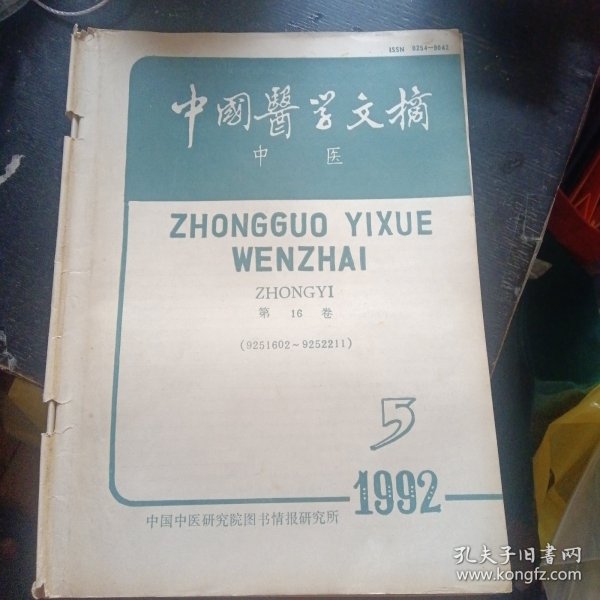 ISSN 0254—9042
中國醫学文摘
中 医
ZHONGGUO YIXUE
WENZHAI
ZHONGYI
第 16 卷
(9251602~9252211)
5
1992
中国中医研究院图书情报研究所
孔夫子旧书网
www.kongfz.com